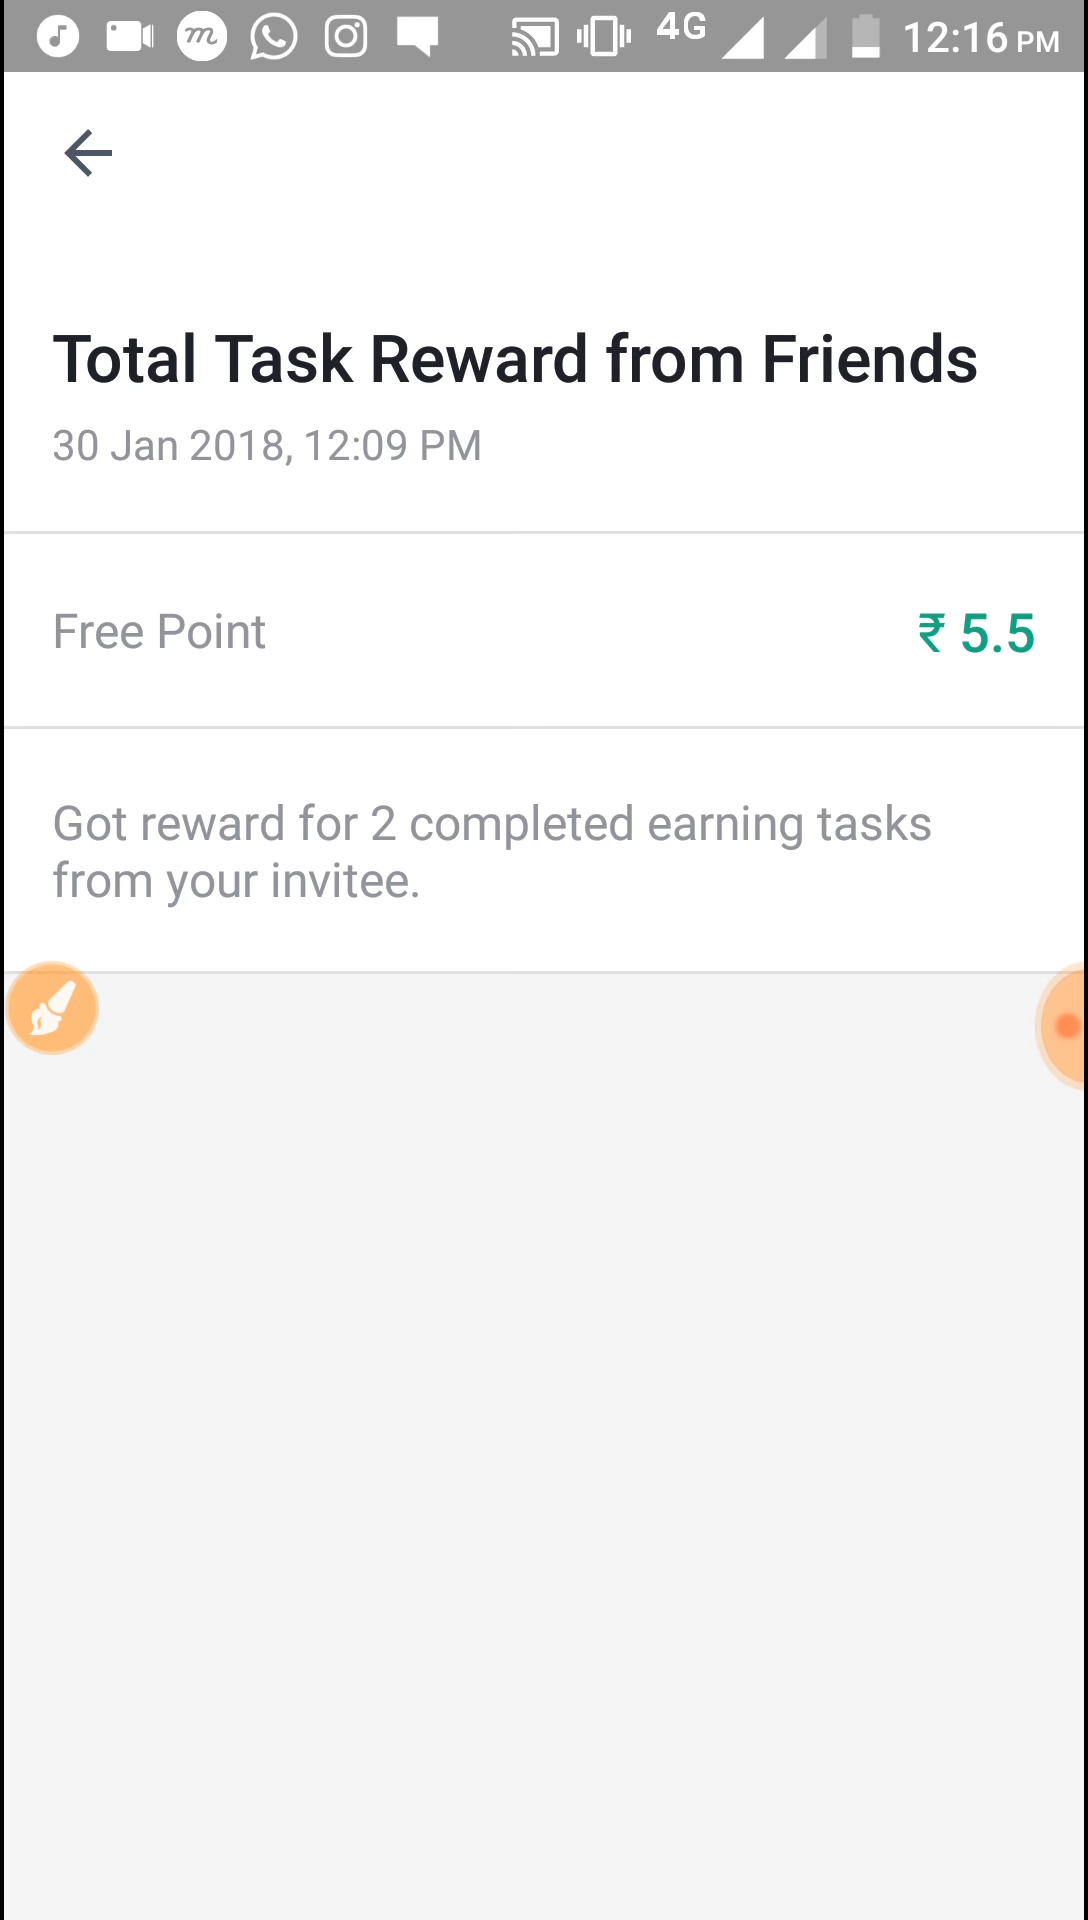 4G 12:16 PM
Total Task Reward from Friends
30 Jan 2018, 12:09 PM
Free Point ₹ 5.5
Got reward for 2 completed earning tasks
from your invitee.